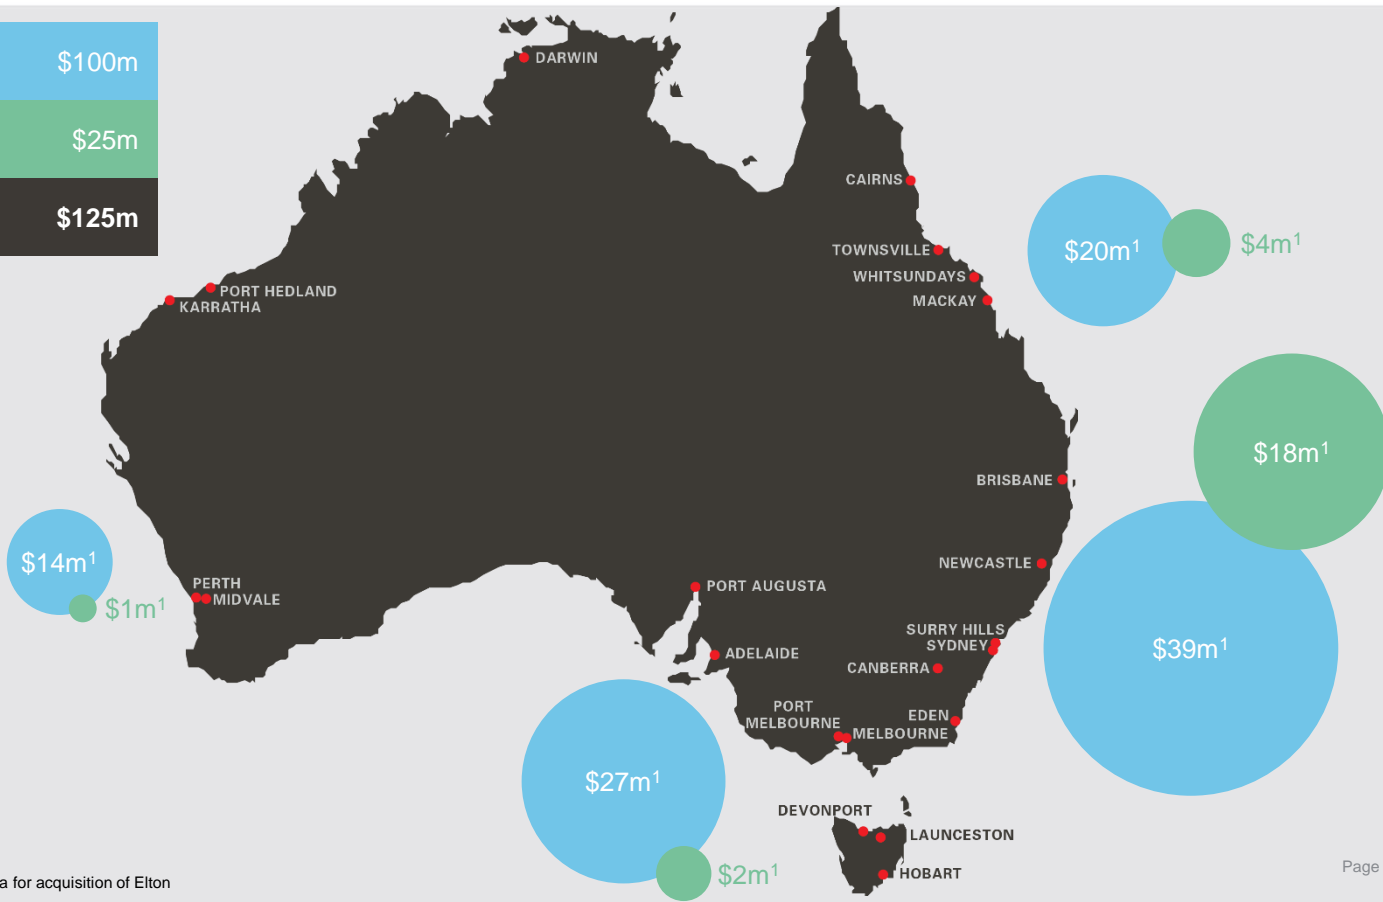 $100m
$25m
$125m
DARWIN
CAIRNS
TOWNSVILLE
WHITSUNDAYS
MACKAY
$20m¹
$4m¹
PORT HEDLAND
KARRATHA
$18m¹
BRISBANE
NEWCASTLE
$14m¹
$1m¹
PERTH
MIDVALE
PORT AUGUSTA
ADELAIDE
SURRY HILLS
SYDNEY
CANBERRA
$39m¹
PORT
MELBOURNE
EDEN
MELBOURNE
$27m¹
$2m¹
DEVONPORT
LAUNCESTON
HOBART
a for acquisition of Elton
Page